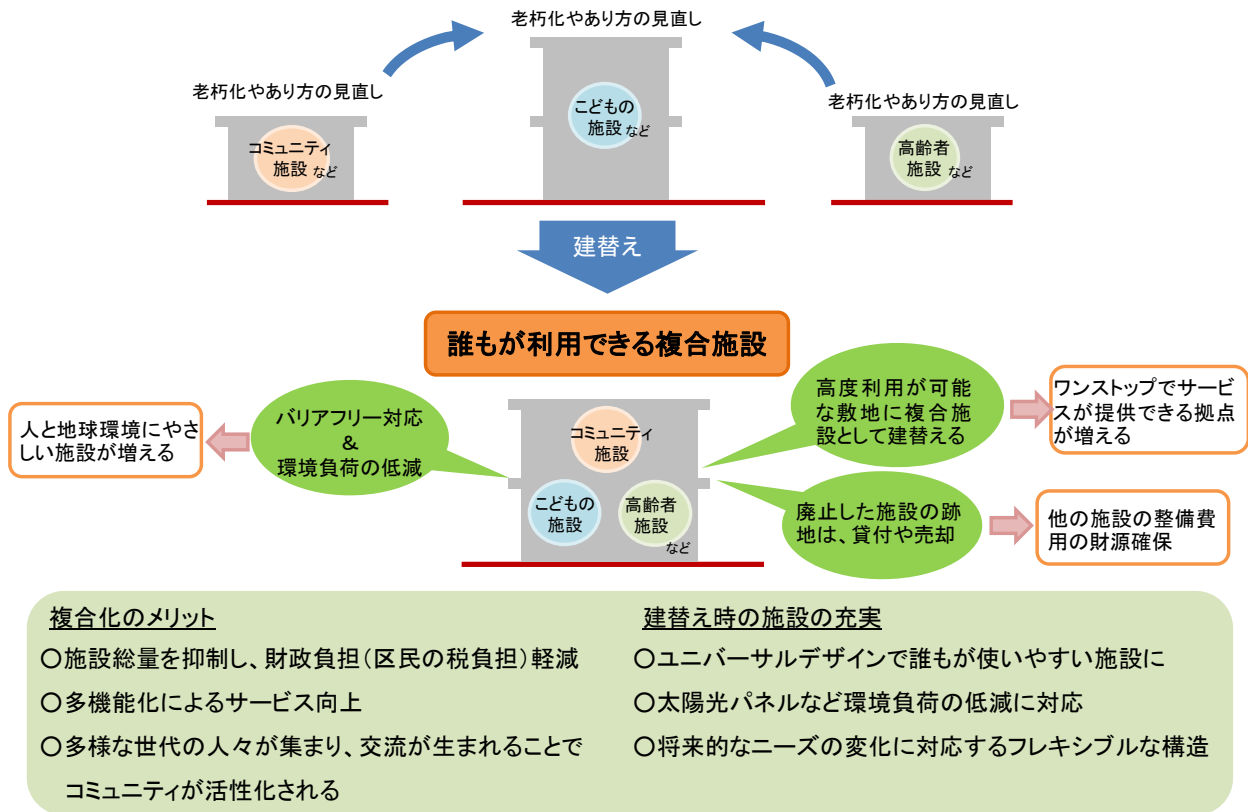 老朽化やあり方の見直し
老朽化やあり方の見直し
老朽化やあり方の見直し
コミュニティ
施設 など
こどもの
施設 など
高齢者
施設 など
建替え
誰もが利用できる複合施設
人と地球環境にやさ
しい施設が増える
バリアフリー対応
&
環境負荷の低減
コミュニティ
施設
こどもの
施設
高齢者
施設
など
高度利用が可能
な敷地に複合施
設として建替える
ワンストップでサービ
スが提供できる拠点
が増える
廃止した施設の跡
地は、貸付や売却
他の施設の整備費
用の財源確保
複合化のメリット
○施設総量を抑制し、財政負担(区民の税負担)軽減
○多機能化によるサービス向上
○多様な世代の人々が集まり、交流が生まれることで
コミュニティが活性化される
建替え時の施設の充実
○ユニバーサルデザインで誰もが使いやすい施設に
○太陽光パネルなど環境負荷の低減に対応
○将来的なニーズの変化に対応するフレキシブルな構造